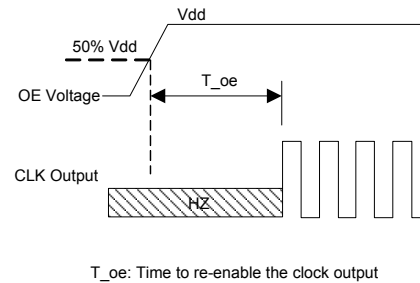 Vdd
50% Vdd
T_oe
OE Voltage
CLK Output
HZ
T_oe: Time to re-enable the clock output